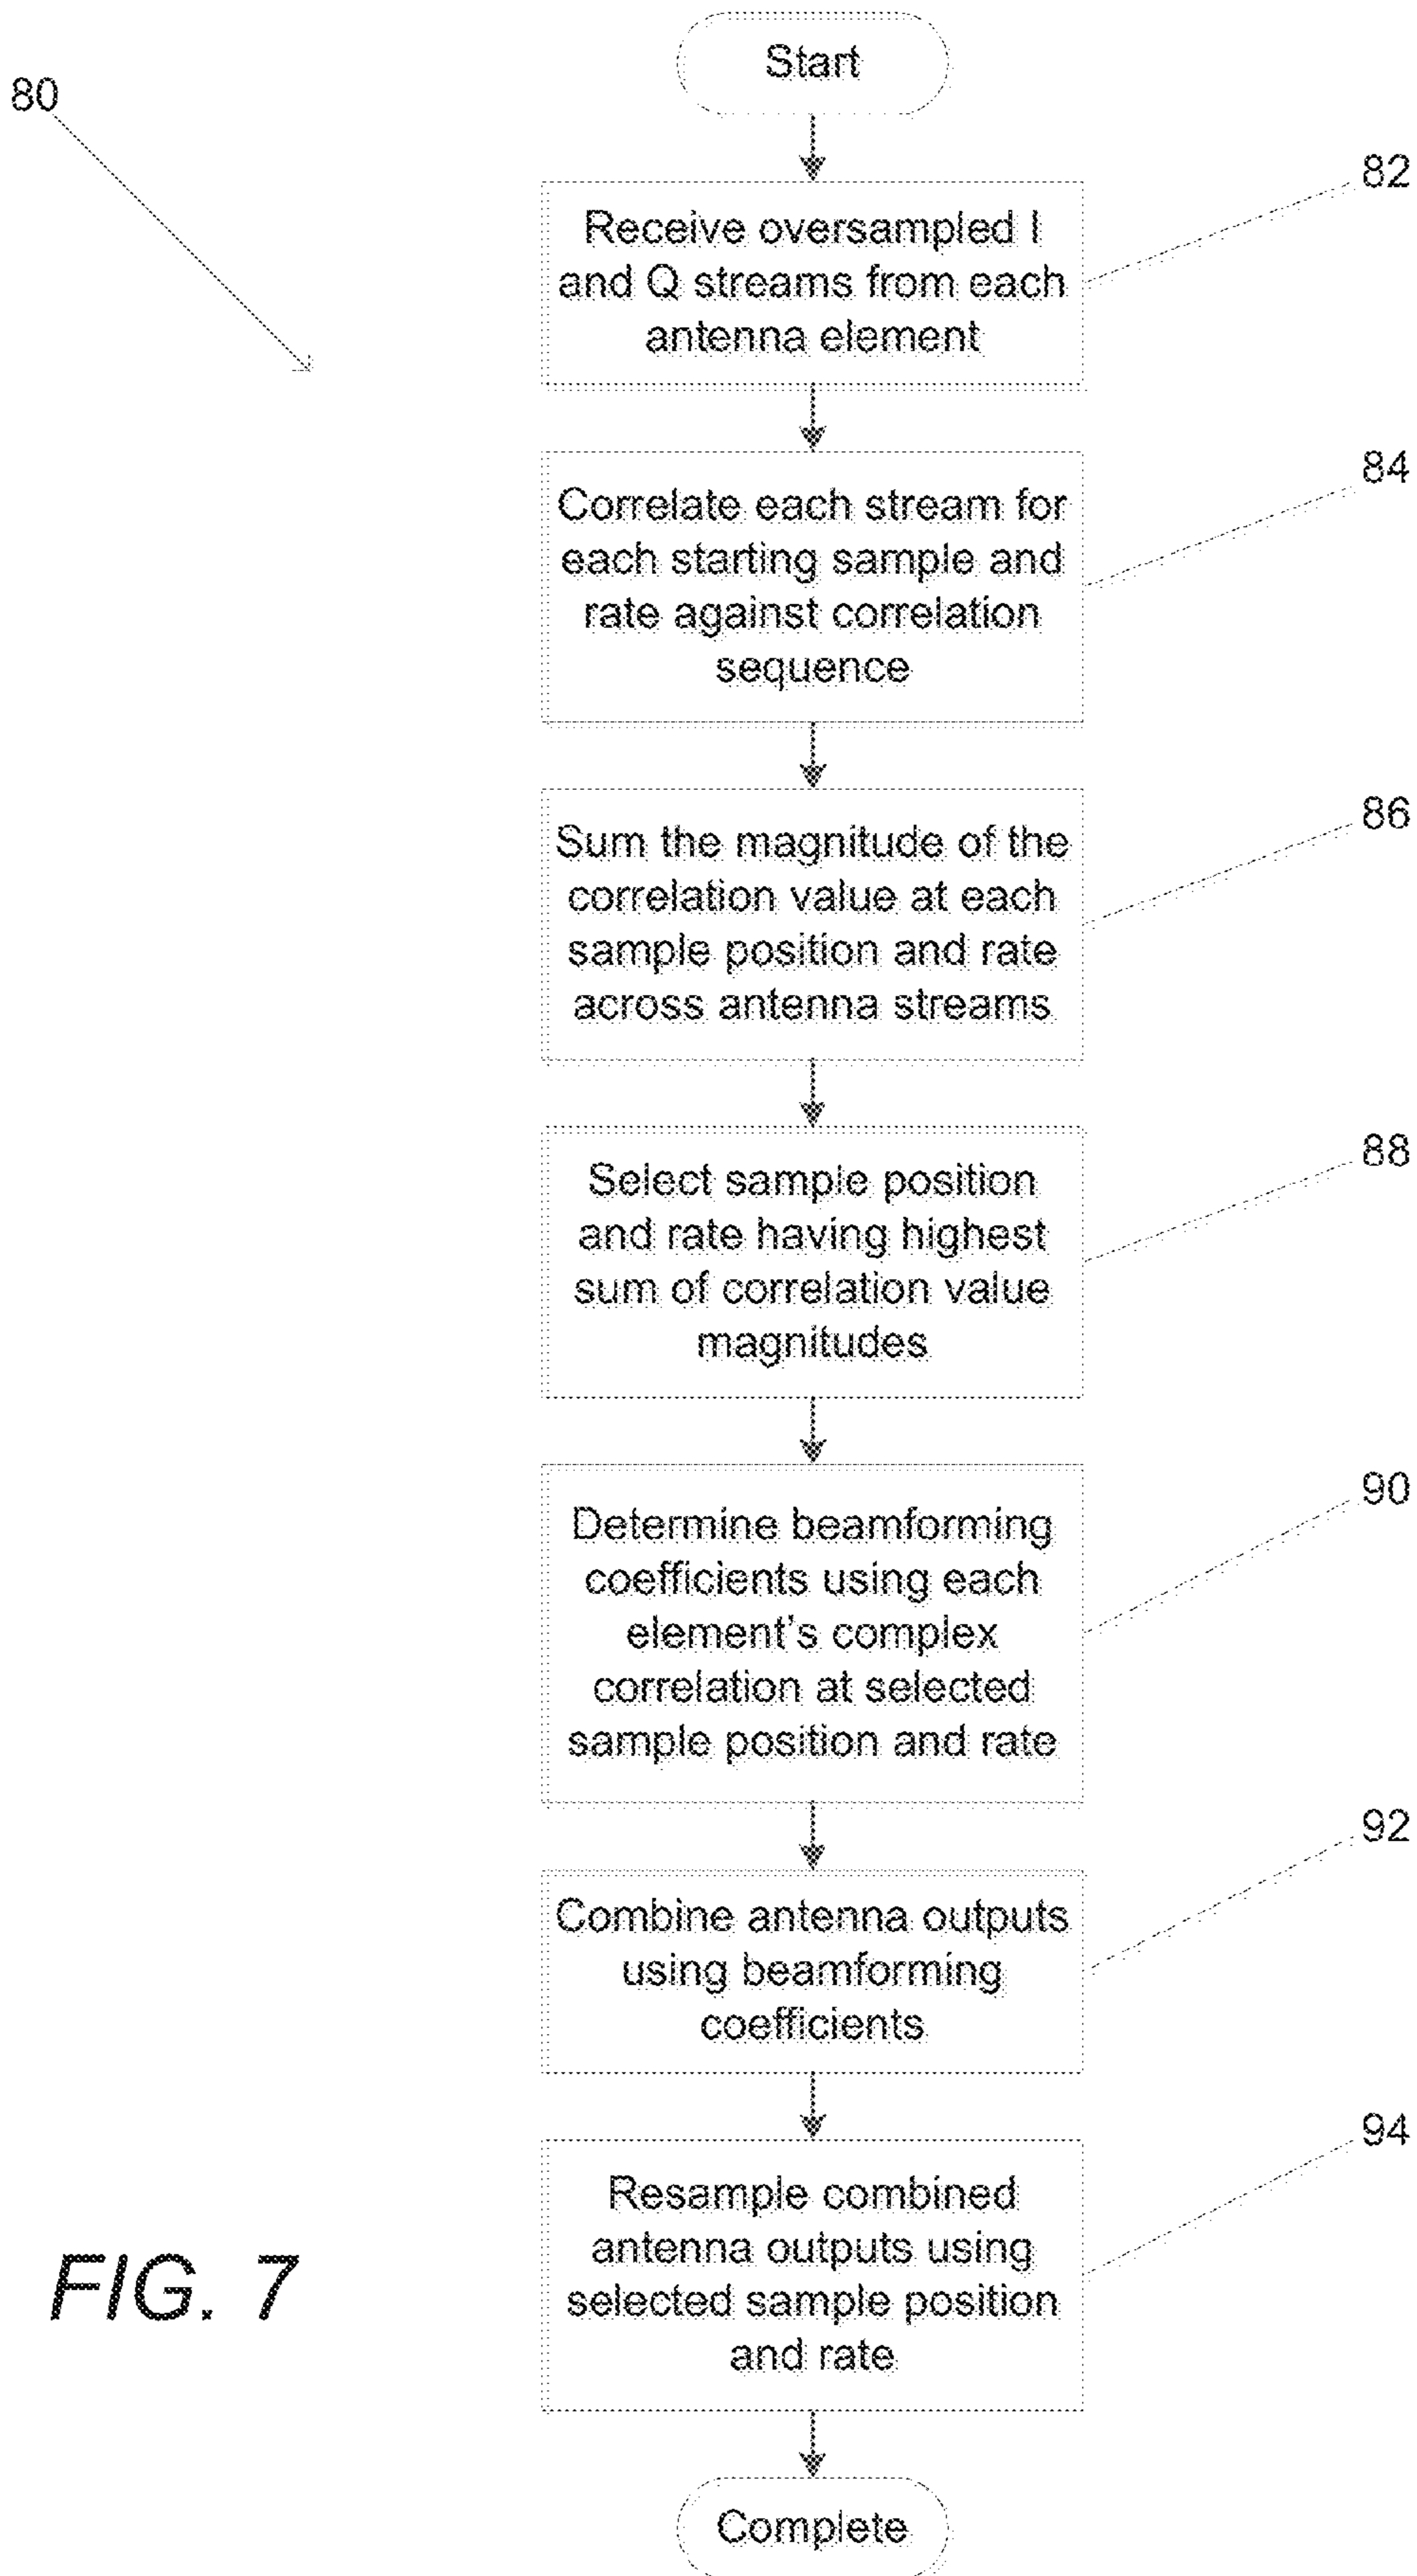 Start
80
82
Receive oversampled I
and Q streams from each
antenna element
84
Correlate each stream for
each starting sample and
rate against correlation
sequence
86
Sum the magnitude of the
correlation value at each
sample position and rate
across antenna streams
88
Select sample position
and rate having highest
sum of correlation value
magnitudes
90
Determine beamforming
coefficients using each
element's complex
correlation at selected
sample position and rate
92
Combine antenna outputs
using beamforming
coefficients
94
Resample combined
antenna outputs using
selected sample position
and rate
FIG. 7
Complete